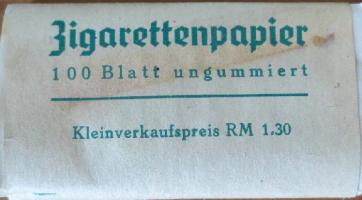 Zigarettenpapier
100 Blatt ungummiert
Kleinverkaufspreis RM 1.30